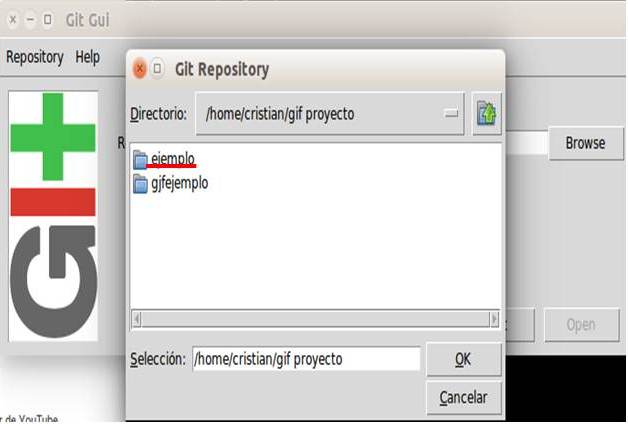 Git Gui
Repository Help
Git Repository
Directorio: /home/cristian/gif proyecto
R
Browse
ejemplo
gjfejemplo
Open
Selección: /home/cristian/gif proyecto
OK
Cancelar
r de YouTube